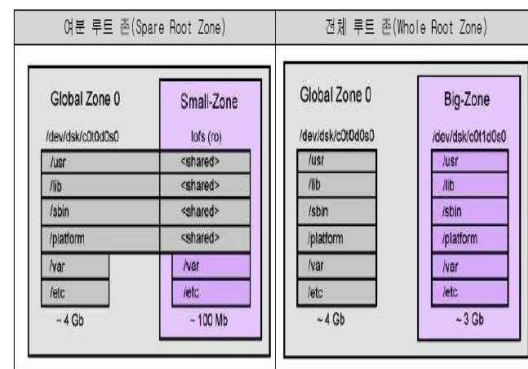 여분 루트 존(Spare Root Zone)
전체 루트 존(Whole Root Zone)
Global Zone 0
Small-Zone
/dev/dsk/c0t0d0s0
lofs (ro)
/usr
<shared>
/lib
<shared>
/sbin
<shared>
/platform
<shared>
/var
/var
/etc
/etc
~ 4 Gb
~ 100 Mb
Global Zone 0
Big-Zone
/dev/dsk/c0t0d0s0
/dev/dsk/c0t1d0s0
/usr
/usr
/lib
/lib
/sbin
/sbin
/platform
/platform
/var
/var
/etc
/etc
~ 4 Gb
~ 3 Gb